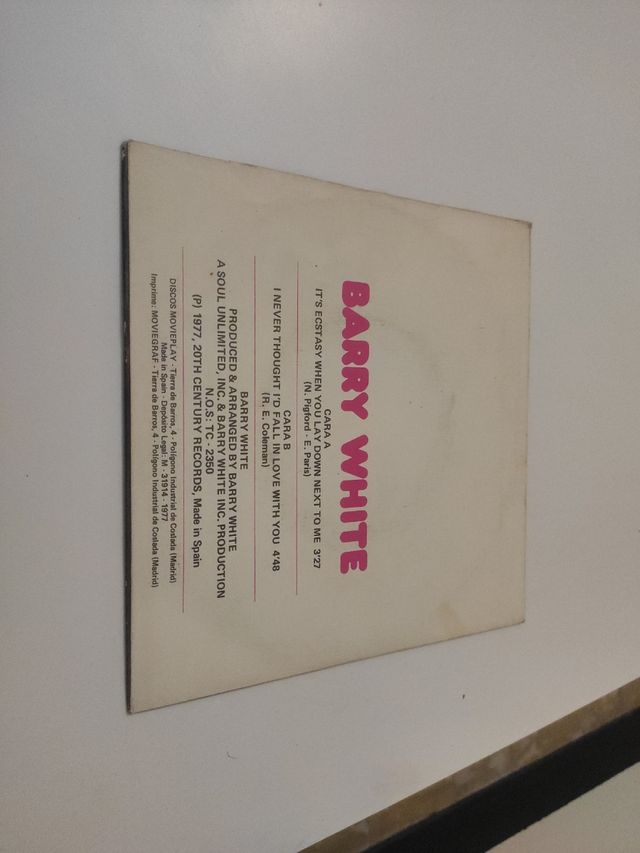 BARRY WHITE
CARA A
IT'S ECSTASY WHEN YOU LAY DOWN NEXT TO ME 3'27
(N. Pigford - E. Paris)
CARA B
I NEVER THOUGHT I'D FALL IN LOVE WITH YOU 4'48
(R. E. Coleman)
BARRY WHITE
PRODUCED & ARRANGED BY BARRY WHITE
A SOUL UNLIMITED, INC. & BARRY WHITE INC. PRODUCTION
N.O.S: TC - 2350
(P) 1977, 20TH CENTURY RECORDS, Made in Spain
DISCOS MOVIEPLAY - Tierra de Barros, 4 - Polígono Industrial de Coslada (Madrid)
Made in Spain - Depósito Legal: M - 31914 - 1977
Imprime: MOVIEGRAF - Tierra de Barros, 4 - Polígono Industrial de Coslada (Madrid)